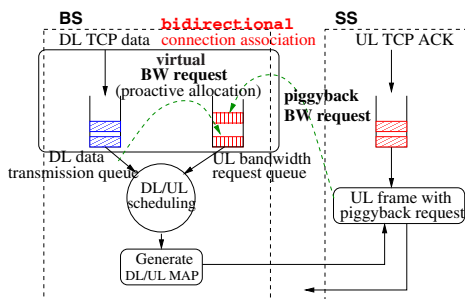 BS
bidirectional
SS
DL TCP data
connection association
UL TCP ACK
virtual
BW request
(proactive allocation)
piggyback
BW request
DL data
transmission queue
UL bandwidth
request queue
DL/UL
scheduling
UL frame with
piggyback request
Generate
DL/UL MAP